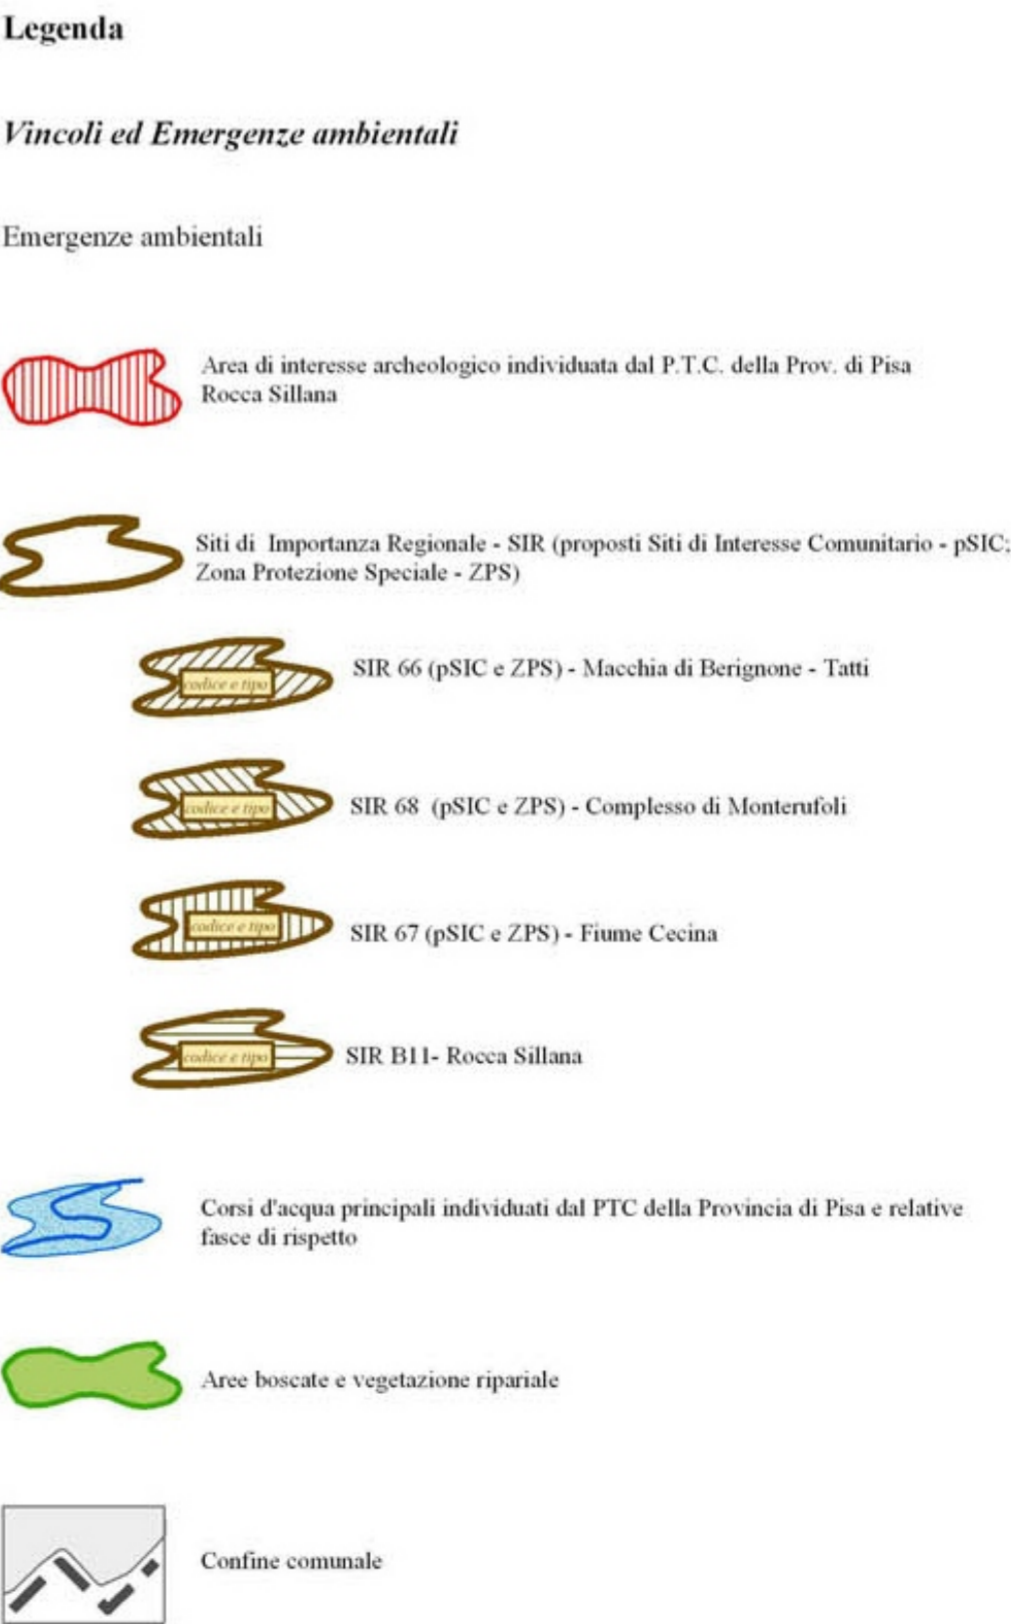 Legenda
Vincoli ed Emergenze ambientali
Emergenze ambientali
Area di interesse archeologico individuata dal P.T.C. della Prov. di Pisa
Rocca Sillana
Siti di Importanza Regionale - SIR (proposti Siti di Interesse Comunitario - pSIC;
Zona Protezione Speciale - ZPS)
codice e tipo
SIR 66 (pSIC e ZPS) - Macchia di Berignone - Tatti
codice e tipo
SIR 68 (pSIC e ZPS) - Complesso di Monterufoli
codice e tipo
SIR 67 (pSIC e ZPS) - Fiume Cecina
codice e tipo
SIR B11- Rocca Sillana
Corsi d'acqua principali individuati dal PTC della Provincia di Pisa e relative
fasce di rispetto
Aree boscate e vegetazione ripariale
Confine comunale